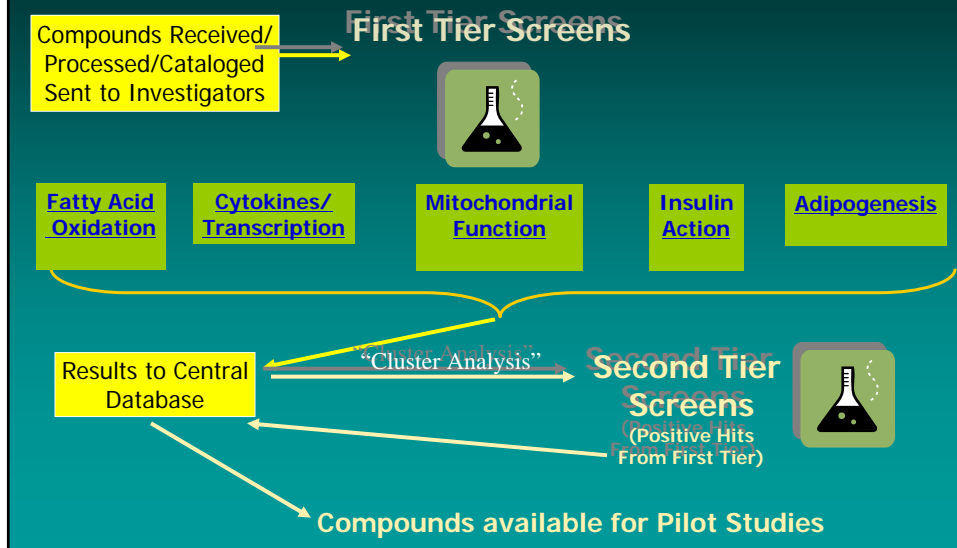 First Tier Screens
Compounds Received/
Processed/Cataloged
Sent to Investigators
Fatty Acid
Oxidation
Cytokines/
Transcription
Mitochondrial
Function
Insulin
Action
Adipogenesis
Results to Central
Database
“Cluster Analysis”
Second Tier
Screens
(Positive Hits
From First Tier)
Compounds available for Pilot Studies